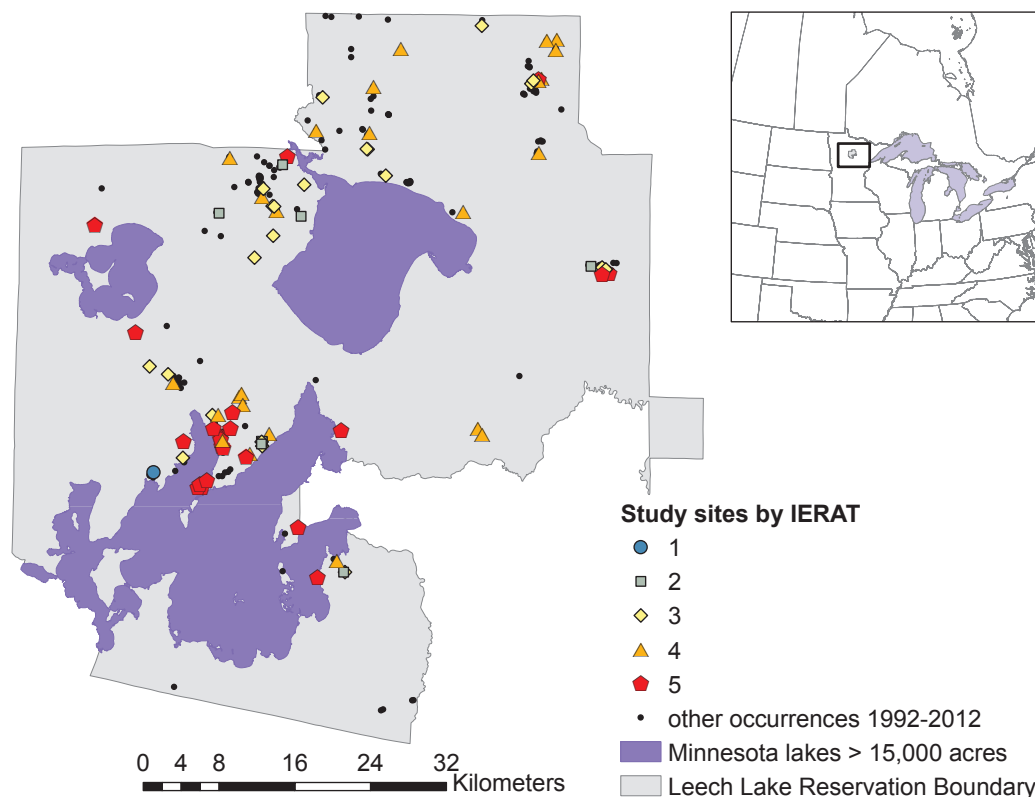 Study sites by IERAT
1
2
3
4
5
other occurrences 1992-2012
Minnesota lakes > 15,000 acres
Leech Lake Reservation Boundary
0 4 8 16 24 32
Kilometers